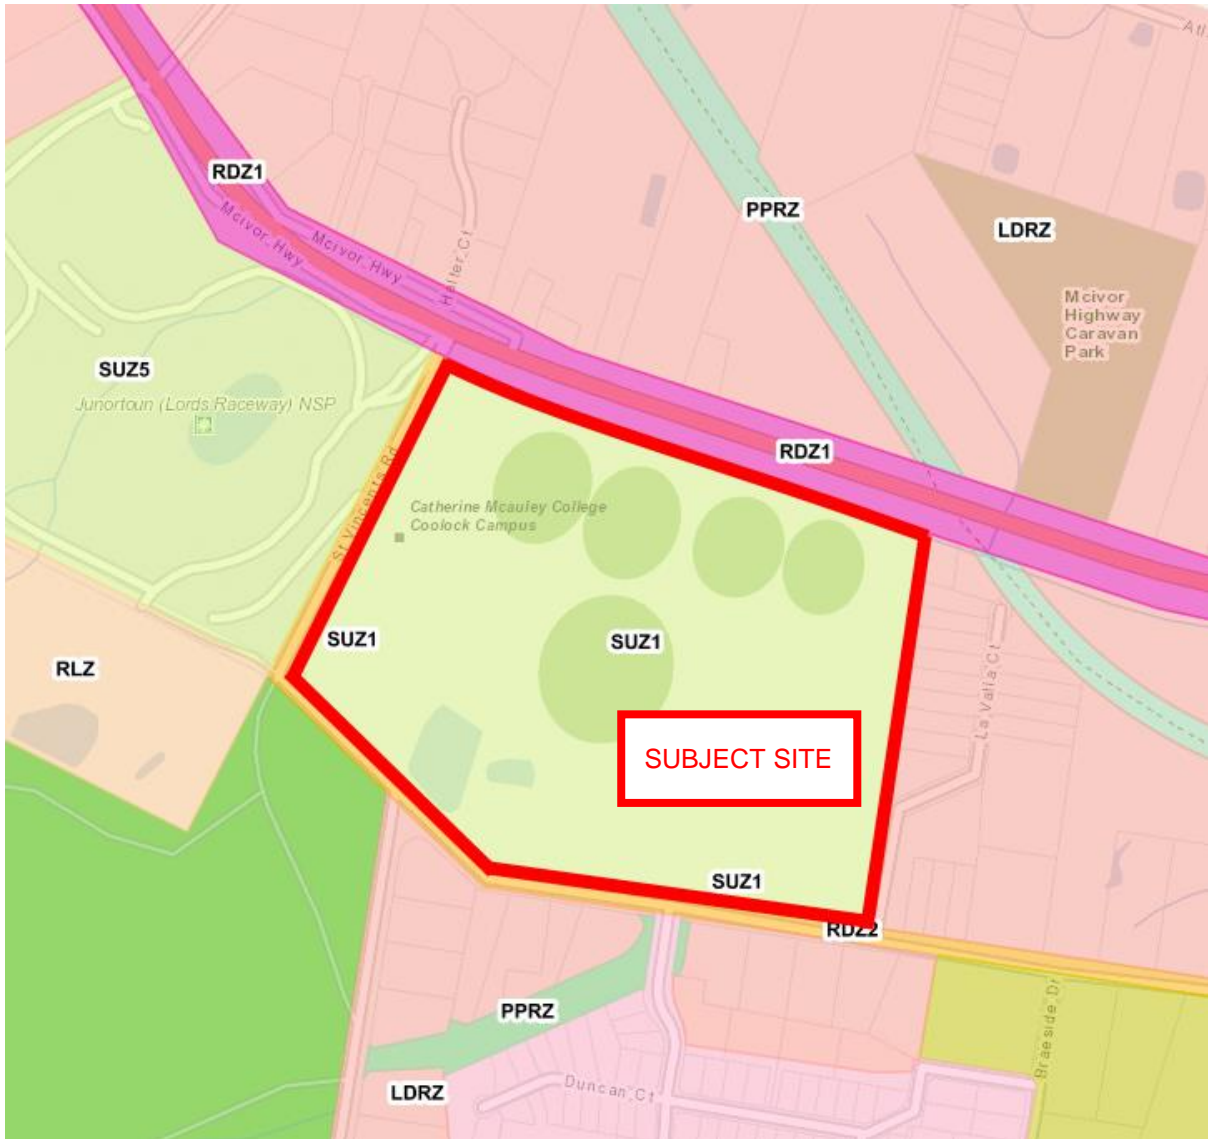 Atl
RDZ1
Mcivor Hwy
Mcivor Hwy
Halter Ct
PPRZ
LDRZ
Mcivor
Highway
Caravan
Park
SUZ5
Junortoun (Lords Raceway) NSP
RDZ1
St Vincents Rd
Catherine Mcauley College
Coolock Campus
SUZ1
SUZ1
RLZ
La Valla Ct
SUBJECT SITE
SUZ1
RDZ2
PPRZ
Braeside Dr
LDRZ
Duncan Ct